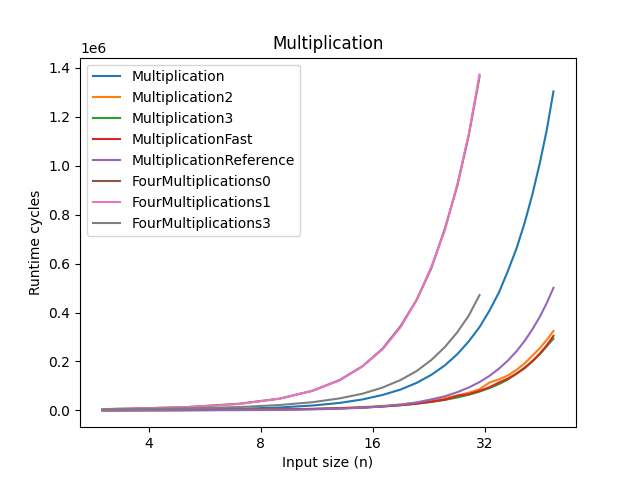 Multiplication
1e6
1.4
1.2
1.0
0.8
0.6
0.4
0.2
0.0
Runtime cycles
Multiplication
Multiplication2
Multiplication3
MultiplicationFast
MultiplicationReference
FourMultiplications0
FourMultiplications1
FourMultiplications3
4 8 16 32
Input size (n)